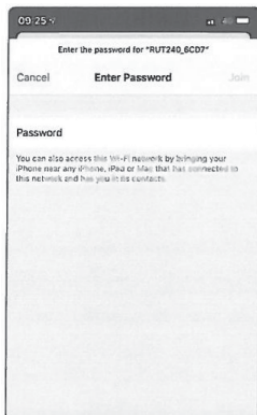 09:25
Enter the password for "RUT240_6CD7"
Cancel Enter Password Join
Password
You can also access this Wi-Fi network by bringing your
iPhone near any iPhone, iPad or Mac that has connected to
this network and has you in its contacts.